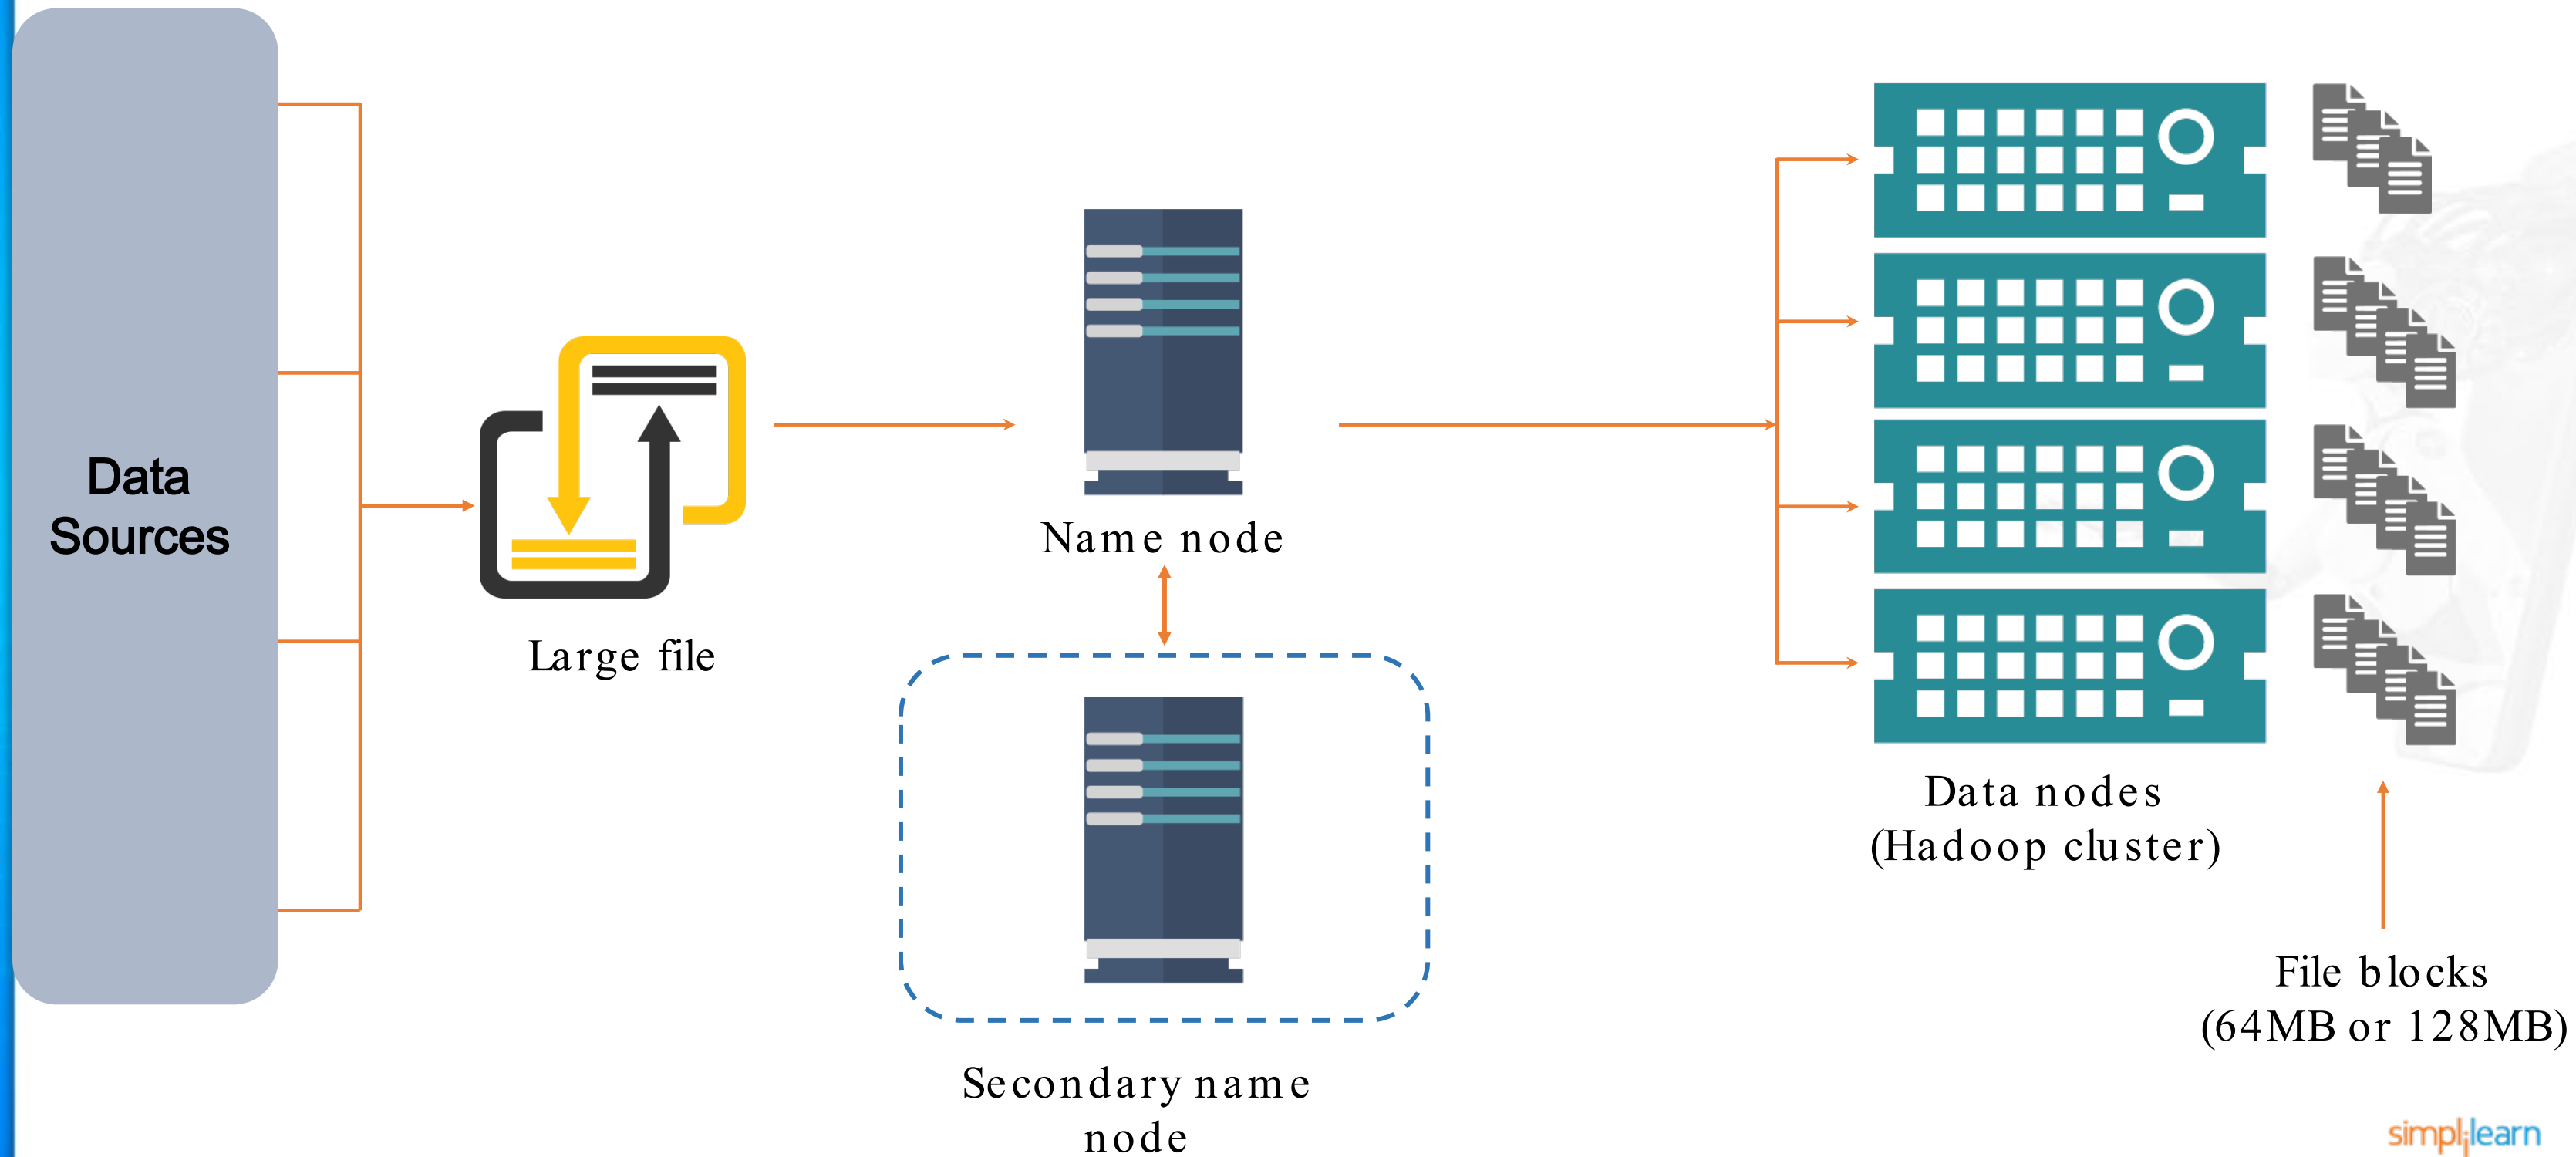 Data
Sources
Large file
Name node
Secondary name
node
Data nodes
(Hadoop cluster)
File blocks
(64MB or 128MB)
simplilearn